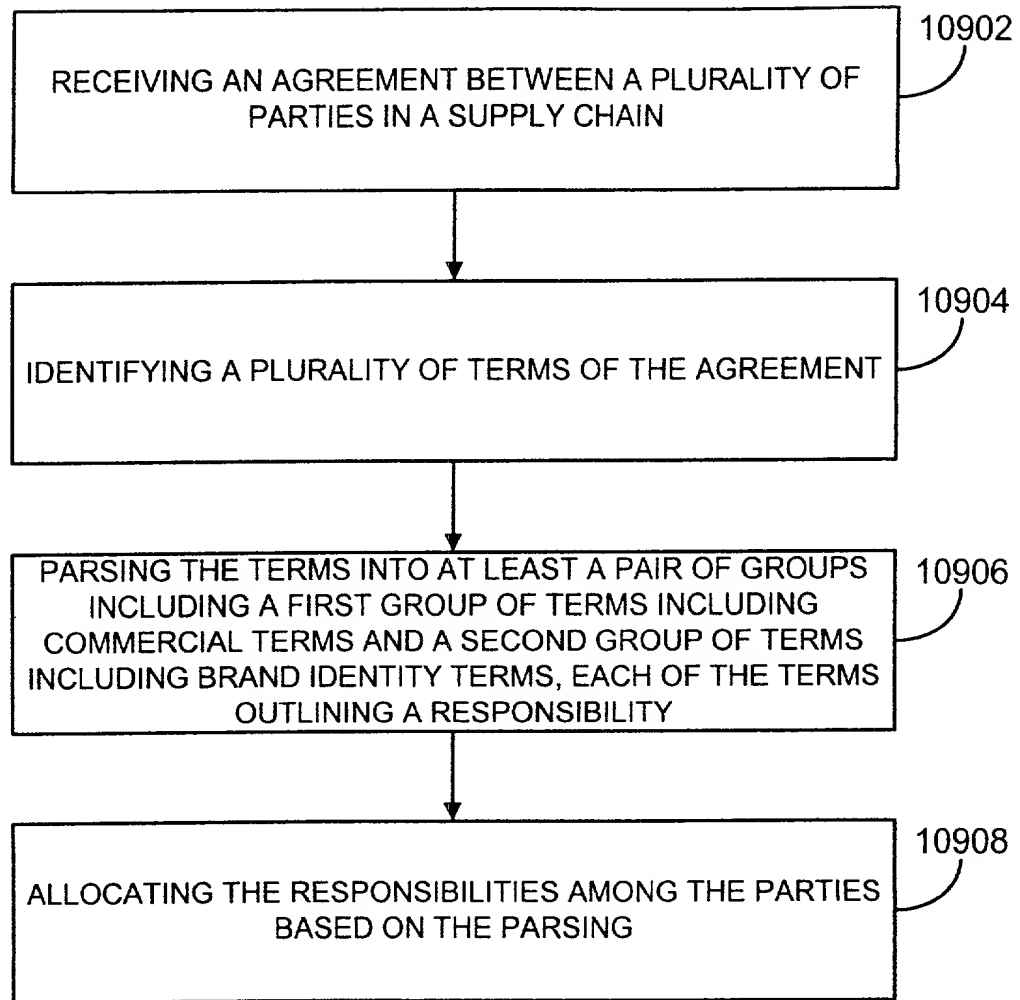 10902
RECEIVING AN AGREEMENT BETWEEN A PLURALITY OF
PARTIES IN A SUPPLY CHAIN
10904
IDENTIFYING A PLURALITY OF TERMS OF THE AGREEMENT
10906
PARSING THE TERMS INTO AT LEAST A PAIR OF GROUPS
INCLUDING A FIRST GROUP OF TERMS INCLUDING
COMMERCIAL TERMS AND A SECOND GROUP OF TERMS
INCLUDING BRAND IDENTITY TERMS, EACH OF THE TERMS
OUTLINING A RESPONSIBILITY
10908
ALLOCATING THE RESPONSIBILITIES AMONG THE PARTIES
BASED ON THE PARSING